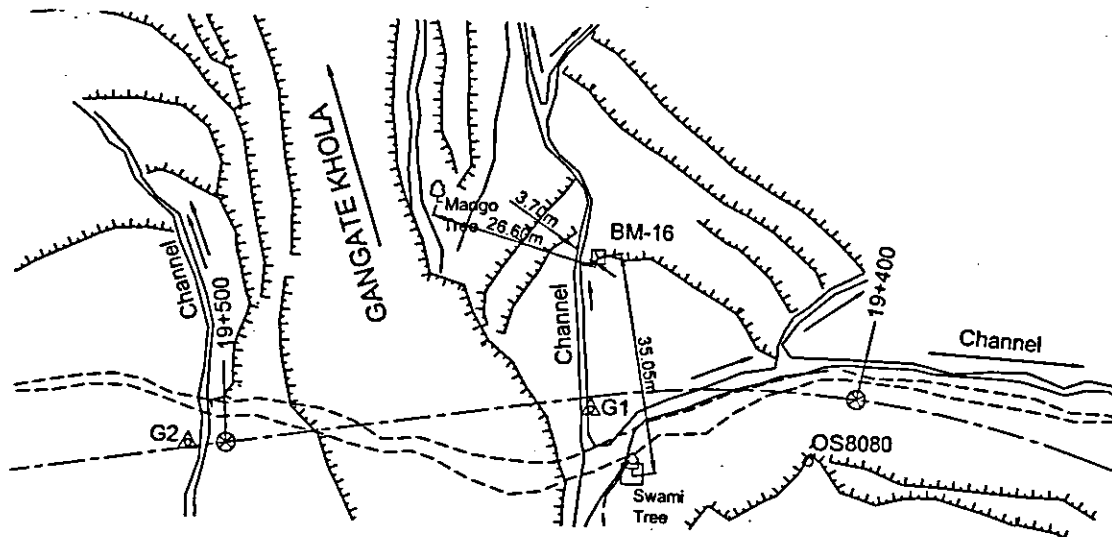 GANGATE KHOLA
Mango
Tree
3.70m
26.60m
BM-16
Channel
19+500
Channel
35.05m
19+400
Channel
G2
G1
OS8080
Swami
Tree